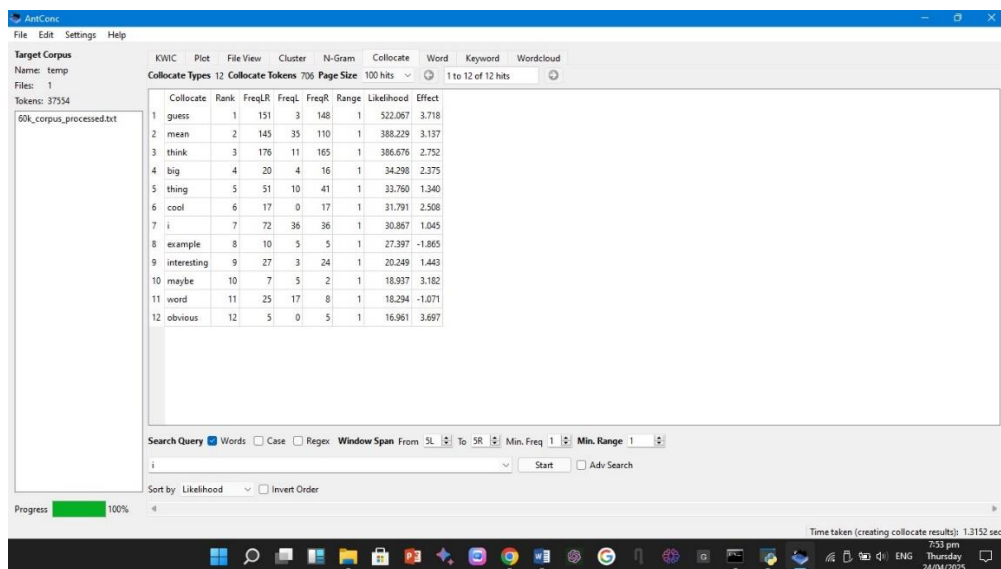 AntConc
File Edit Settings Help
Target Corpus
Name: temp
Files: 1
Tokens: 37554
60k_corpus_processed.txt
Progress 100%
KWIC Plot File View Cluster N-Gram Collocate Word Keyword Wordcloud
Collocate Types 12 Collocate Tokens 706 Page Size 100 hits 1 to 12 of 12 hits
Collocate Rank FreqLR FreqL FreqR Range Likelihood Effect
1 guess 1 151 3 148 1 522.067 3.718
2 mean 2 145 35 110 1 388.229 3.137
3 think 3 176 11 165 1 386.676 2.752
4 big 4 20 4 16 1 34.298 2.375
5 thing 5 51 10 41 1 33.760 1.340
6 cool 6 17 0 17 1 31.791 2.508
7 i 7 72 36 36 1 30.867 1.045
8 example 8 10 5 5 1 27.397 -1.865
9 interesting 9 27 3 24 1 20.249 1.443
10 maybe 10 7 5 2 1 18.937 3.182
11 word 11 25 17 8 1 18.294 -1.071
12 obvious 12 5 0 5 1 16.961 3.697
Search Query Words Case Regex Window Span From 5L To 5R Min. Freq 1 Min. Range 1
i Start Adv Search
Sort by Likelihood Invert Order
Time taken (creating collocate results): 1.3152 sec
ENG
7:53 pm
Thursday
24/04/2025